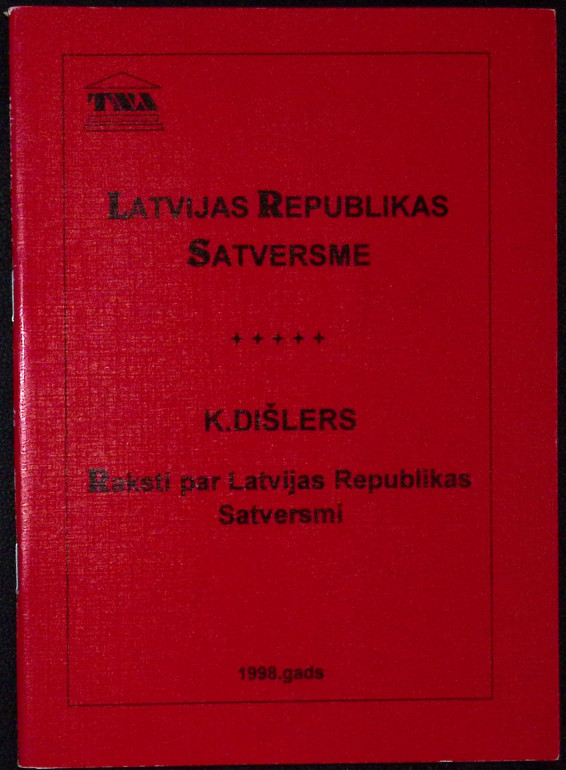 TNA
LATVIJAS REPUBLIKAS
SATVERSME
K.DIŠLERS
Raksti par Latvijas Republikas
Satversmi
1998.gads